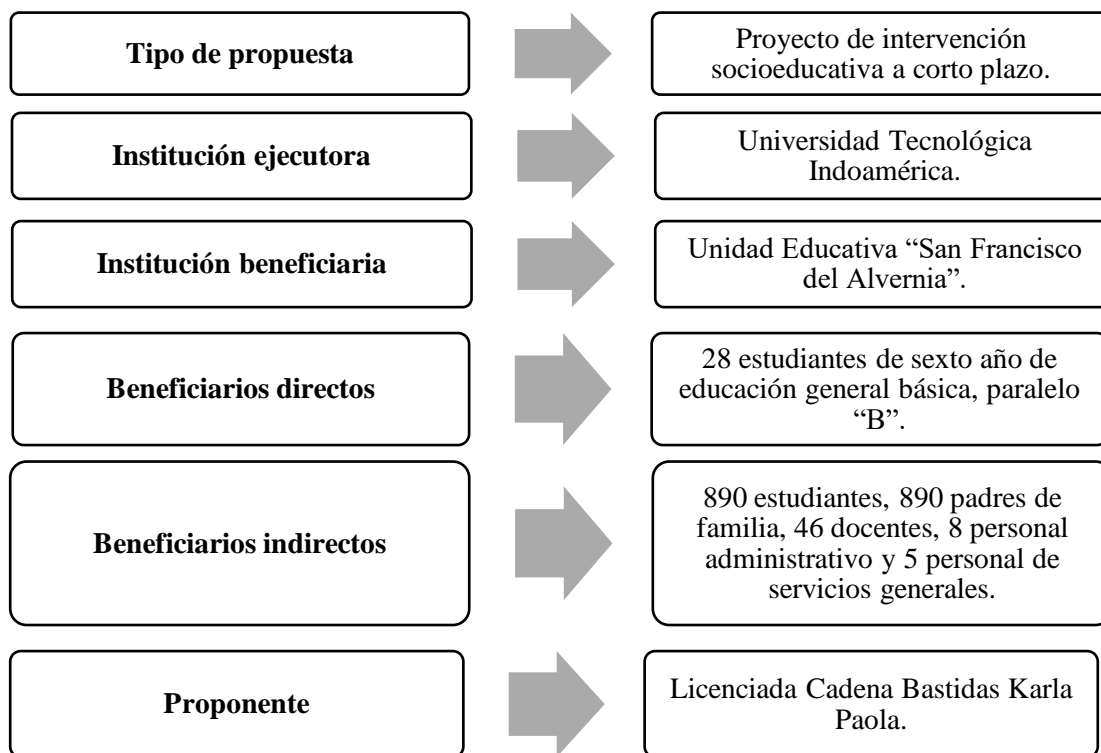 Tipo de propuesta
Proyecto de intervención
socioeducativa a corto plazo.
Institución ejecutora
Universidad Tecnológica
Indoamérica.
Institución beneficiaria
Unidad Educativa “San Francisco
del Alvernia”.
Beneficiarios directos
28 estudiantes de sexto año de
educación general básica, paralelo
“B”.
Beneficiarios indirectos
890 estudiantes, 890 padres de
familia, 46 docentes, 8 personal
administrativo y 5 personal de
servicios generales.
Proponente
Licenciada Cadena Bastidas Karla
Paola.